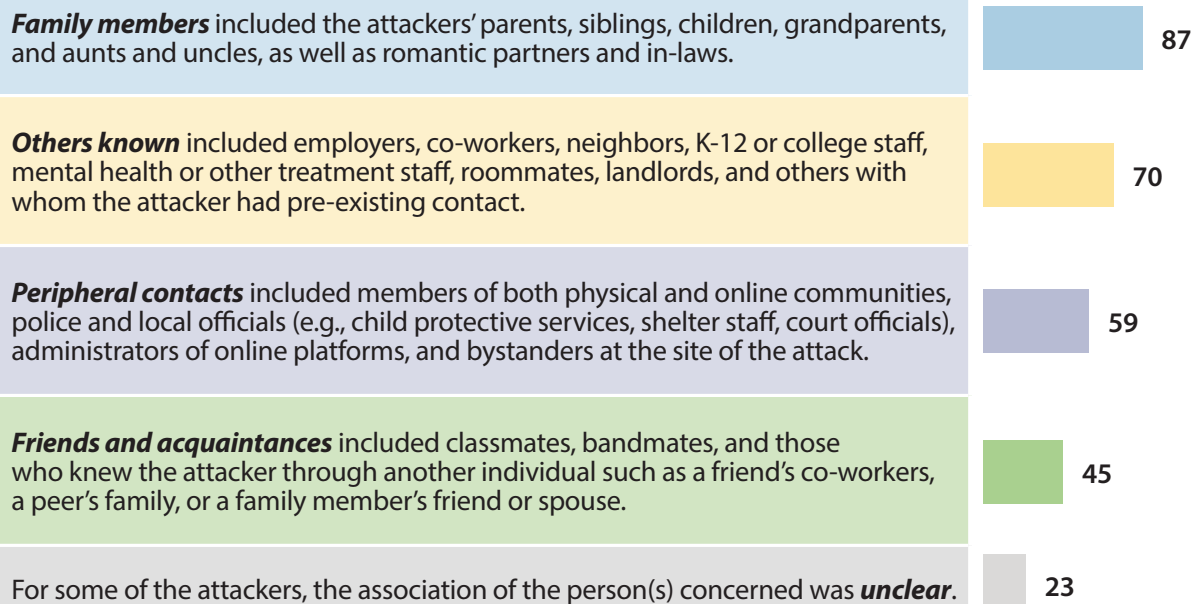 Family members included the attackers' parents, siblings, children, grandparents,
and aunts and uncles, as well as romantic partners and in-laws.
87
Others known included employers, co-workers, neighbors, K-12 or college staff,
mental health or other treatment staff, roommates, landlords, and others with
whom the attacker had pre-existing contact.
70
Peripheral contacts included members of both physical and online communities,
police and local officials (e.g., child protective services, shelter staff, court officials),
administrators of online platforms, and bystanders at the site of the attack.
59
Friends and acquaintances included classmates, bandmates, and those
who knew the attacker through another individual such as a friend's co-workers,
a peer's family, or a family member's friend or spouse.
45
For some of the attackers, the association of the person(s) concerned was unclear.
23